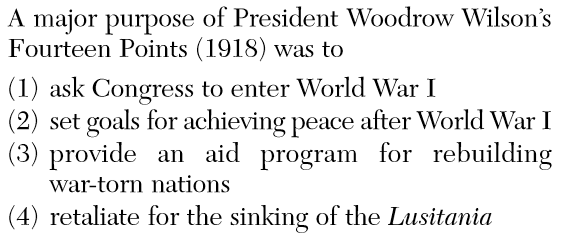 A major purpose of President Woodrow Wilson’s
Fourteen Points (1918) was to
(1) ask Congress to enter World War I
(2) set goals for achieving peace after World War I
(3) provide an aid program for rebuilding
war-torn nations
(4) retaliate for the sinking of the Lusitania